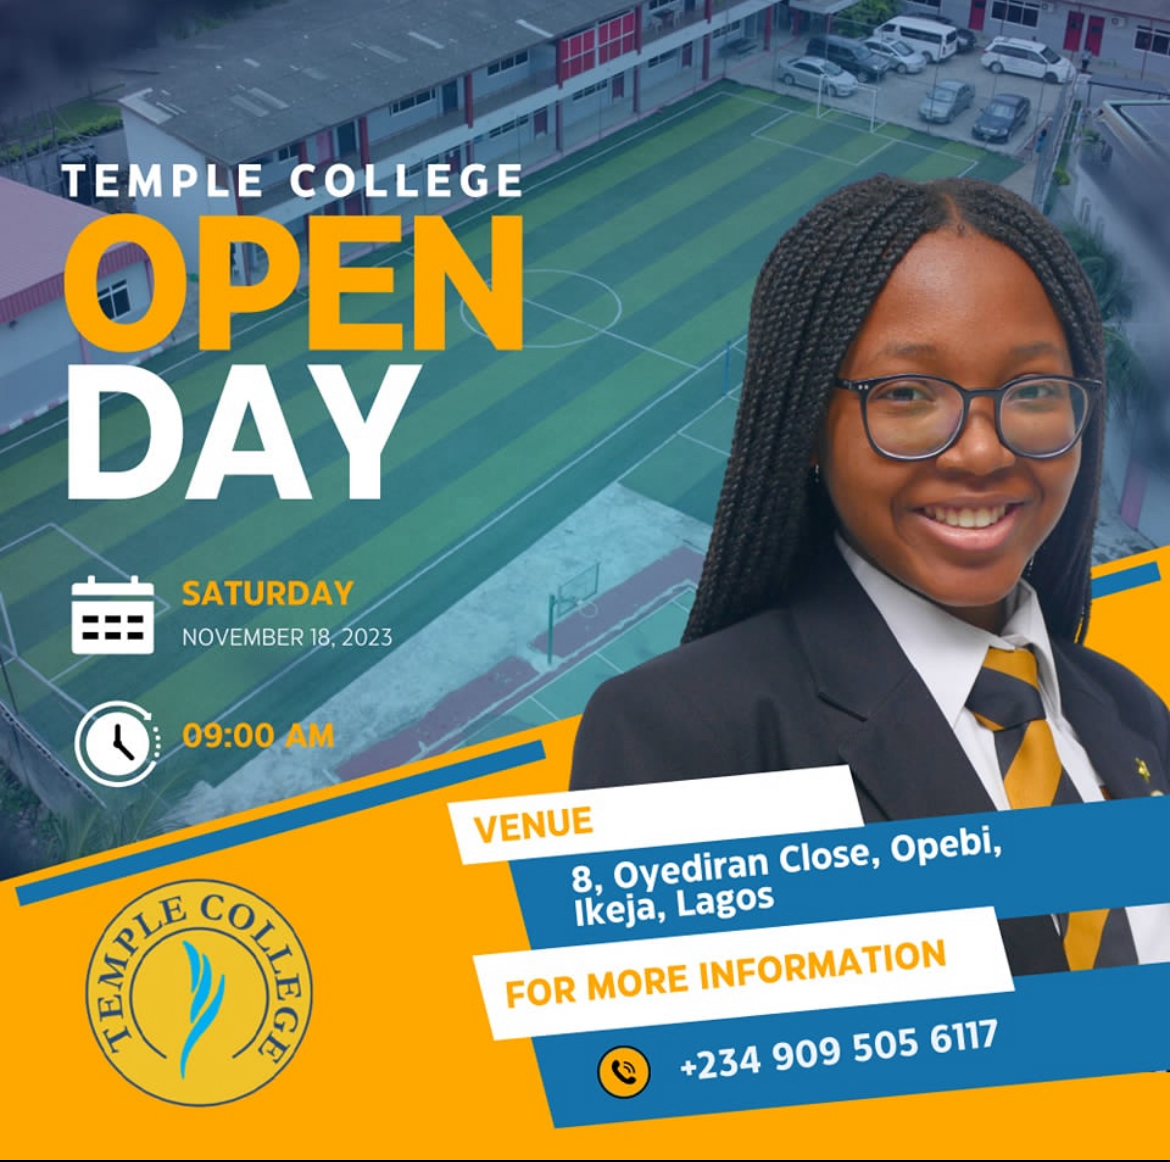 TEMPLE COLLEGE
OPEN
DAY
SATURDAY
NOVEMBER 18, 2023
09:00 AM
VENUE
8, Oyediran Close, Opebi,
Ikeja, Lagos
FOR MORE INFORMATION
+234 909 505 6117
TEMPLE COLLEGE